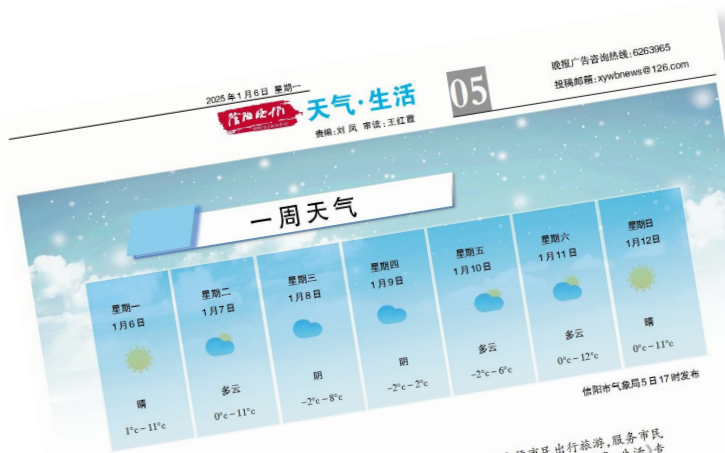 2025年1月6日 星期一
信阳晚报
天气·生活
责编:刘 凤 审读:王红霞
05
晚报广告咨询热线:6263965
投稿邮箱:xywbnews@126.com
一周天气
星期一
1月6日
晴
1°c-11°c
星期二
1月7日
多云
0°c-11°c
星期三
1月8日
阴
-2°c-8°c
星期四
1月9日
阴
-2°c-2°c
星期五
1月10日
多云
-2°c-6°c
星期六
1月11日
多云
0°c-12°c
星期日
1月12日
晴
0°c-11°c
信阳市气象局5日17时发布
市民出行旅游,服务市民
生活》专